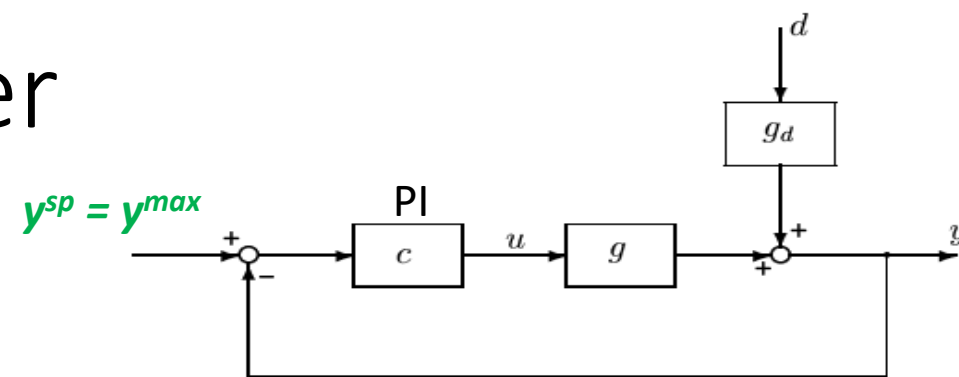 er
d
g_d
y^{sp} = y^{max}
PI
+
c
u
g
+
+
y
−